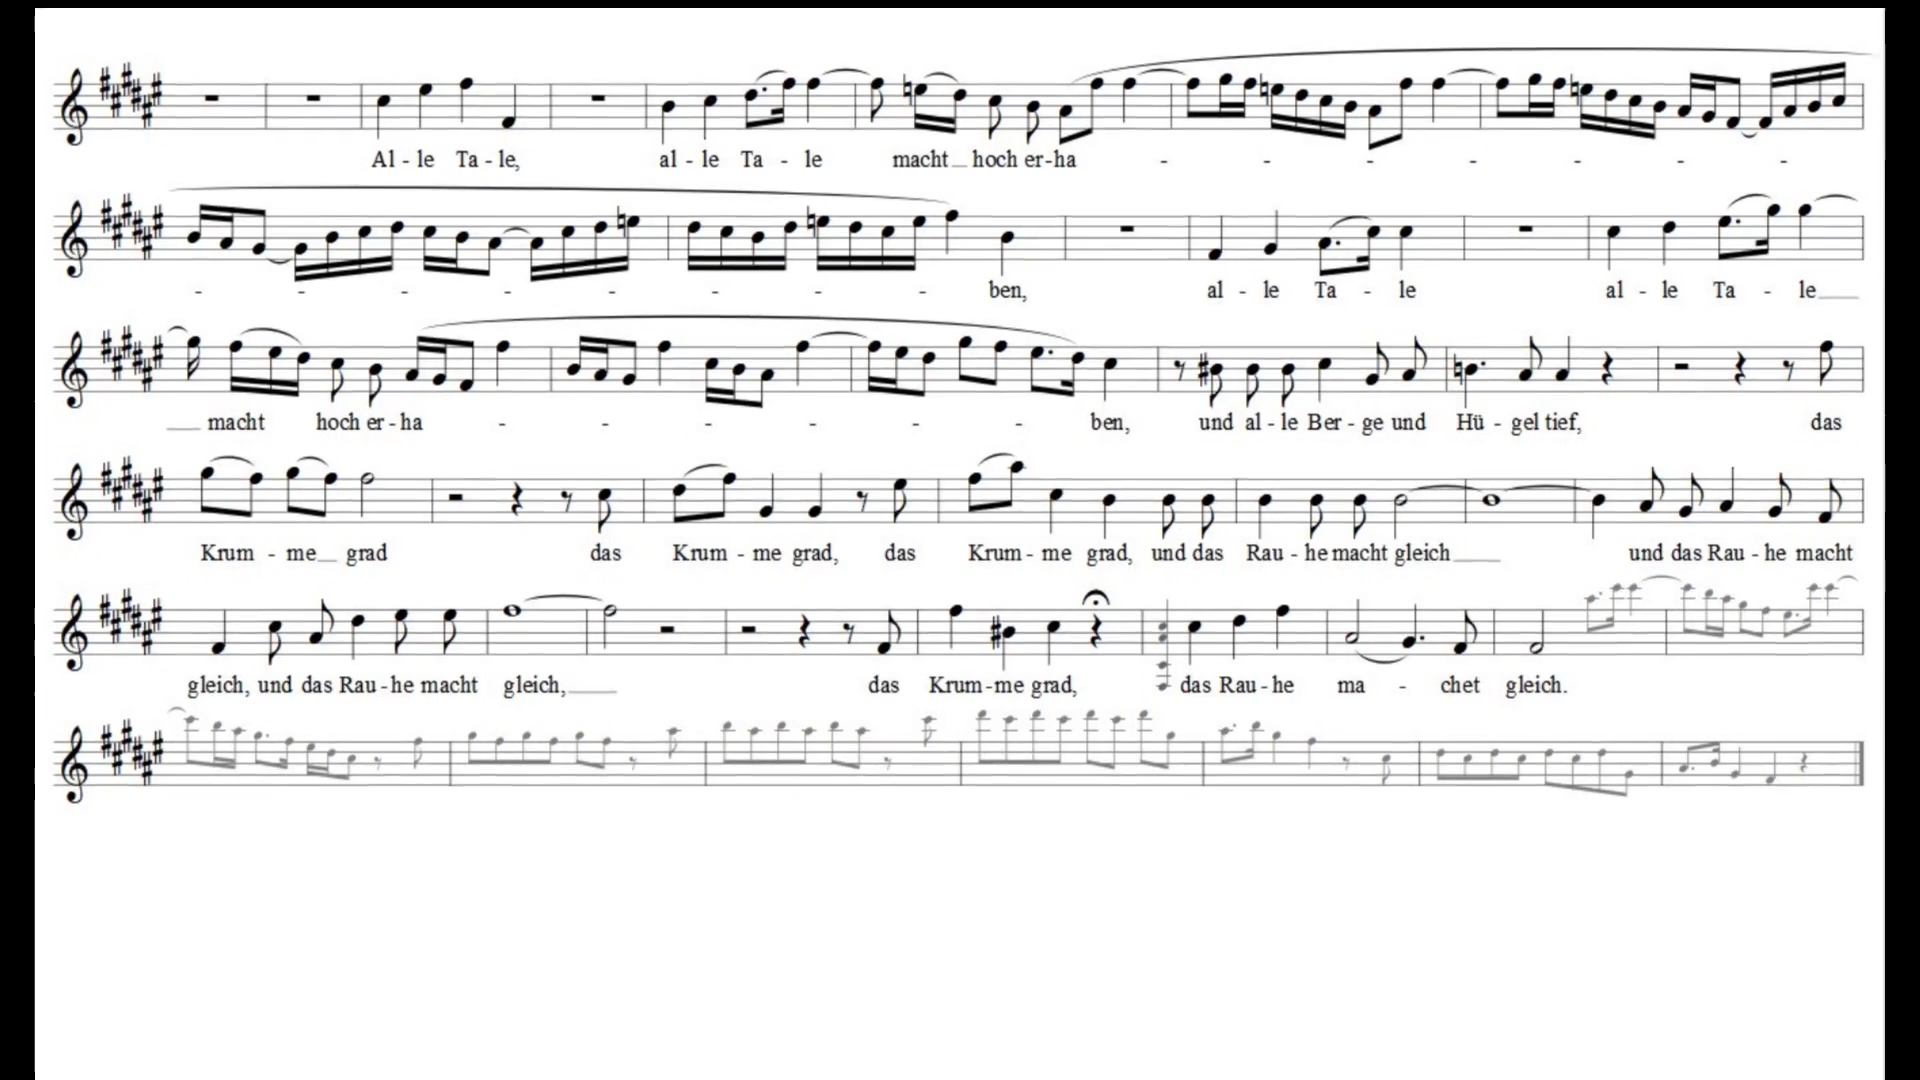 Al - le Ta - le, al - le Ta - le macht hoch er - ha - - - - - - -
- - - - - - - - ben, al - le Ta - le al - le Ta - le
macht hoch er - ha - - - - - - ben, und al - le Ber - ge und Hü - gel tief, das
Krum - me grad das Krum - me grad, das Krum - me grad, und das Rau - he macht gleich und das Rau - he macht
gleich, und das Rau - he macht gleich, das Krum - me grad, das Rau - he ma - chet gleich.